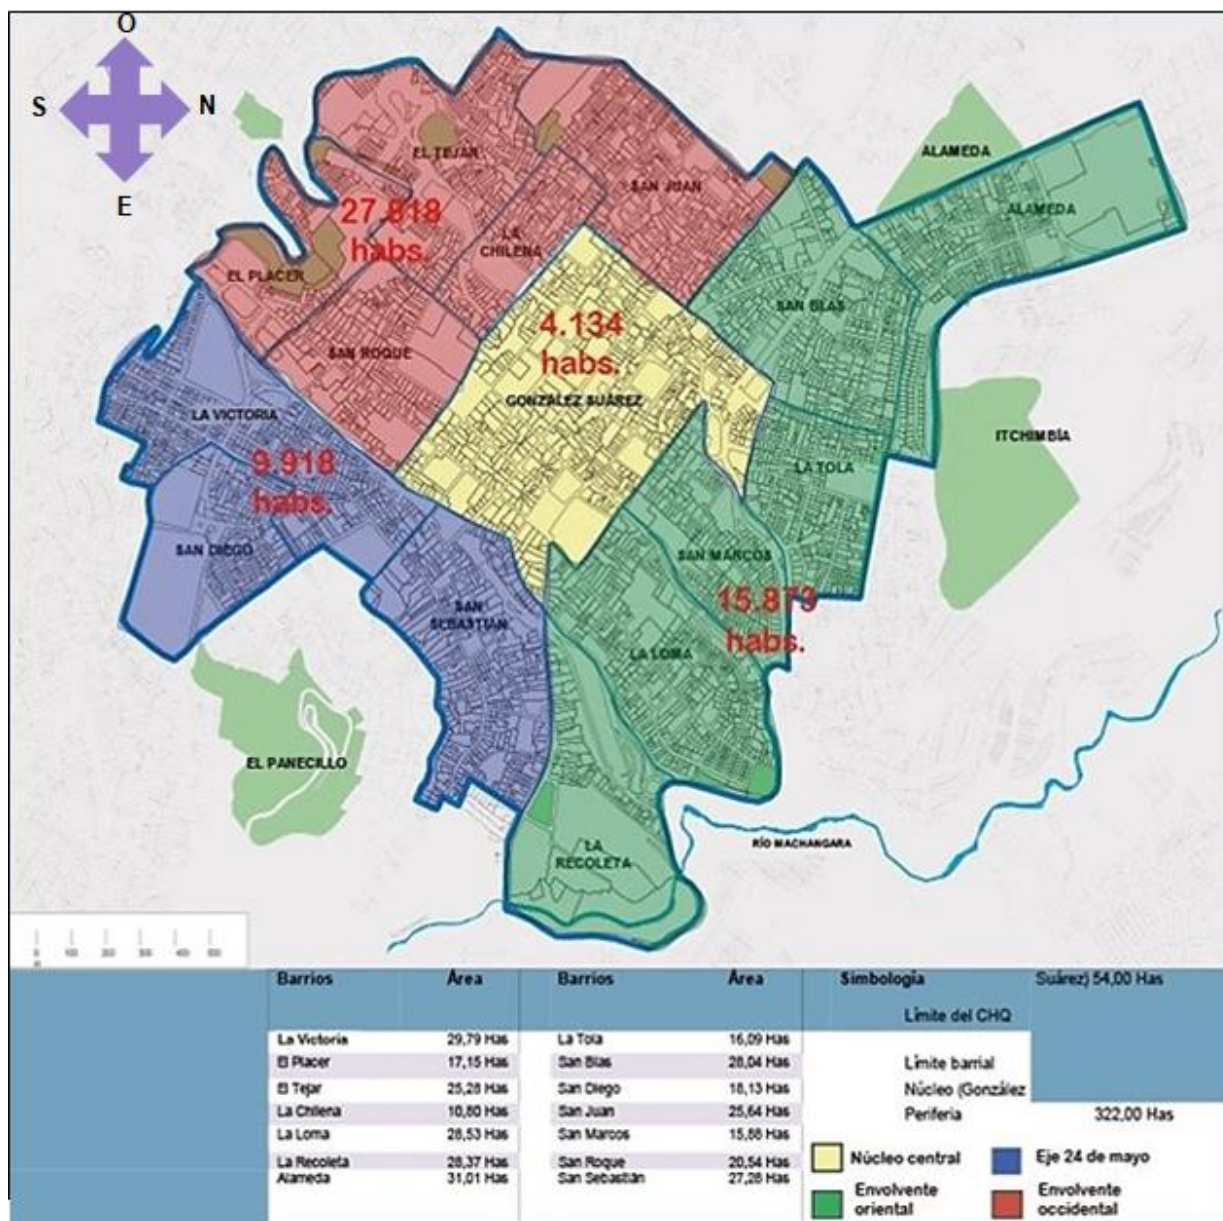 O
S
N
E
ALAMEDA
EL TEJAR
SAN JUAN
ALAMEDA
27.818
habs.
LA
CHILENA
EL PLACER
SAN BLAS
4.134
habs.
SAN ROQUE
GONZÁLEZ SUÁREZ
LA VICTORIA
ITCHIMBÍA
9.918
habs.
LA TOLA
SAN DIEGO
SAN MARCOS
SAN
SEBASTIAN
15.873
habs.
LA LOMA
EL PANECILLO
LA
RECOLETA
RÍO MACHANGARA
Barrios Área Barrios Área Simbología Suárez) 54,00 Has
Límite del CHQ
La Victoria 29,79 Has La Tola 16,09 Has
El Placer 17,15 Has San Blas 28,04 Has Límite barrial
El Tejar 25,28 Has San Diego 18,13 Has Núcleo (González
La Chilena 10,80 Has San Juan 25,64 Has Periferia 322,00 Has
La Loma 28,53 Has San Marcos 15,88 Has
La Recoleta 28,37 Has San Roque 20,54 Has
Alameda 31,01 Has San Sebastián 27,28 Has
Núcleo central Eje 24 de mayo
Envolvente
oriental
Envolvente
occidental